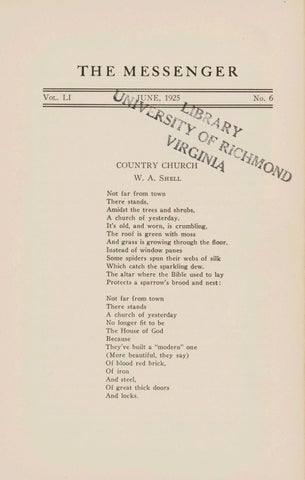 THE MESSENGER
VOL. LI JUNE, 1925 No. 6
LIBRARY
UNIVERSITY OF RICHMOND
VIRGINIA
COUNTRY CHURCH
W. A. SHELL
Not far from town
There stands,
Amidst the trees and shrubs,
A church of yesterday.
It's old, and worn, is crumbling.
The roof is green with moss
And grass is growing through the floor.
Instead of window panes
Some spiders spun their webs of silk
Which catch the sparkling dew.
The altar where the Bible used to lay
Protects a sparrow's brood and nest:
Not far from town
There stands
A church of yesterday
No longer fit to be
The House of God
Because
They've built a "modern" one
(More beautiful, they say)
Of blood red brick,
Of iron
And steel,
Of great thick doors
And locks.